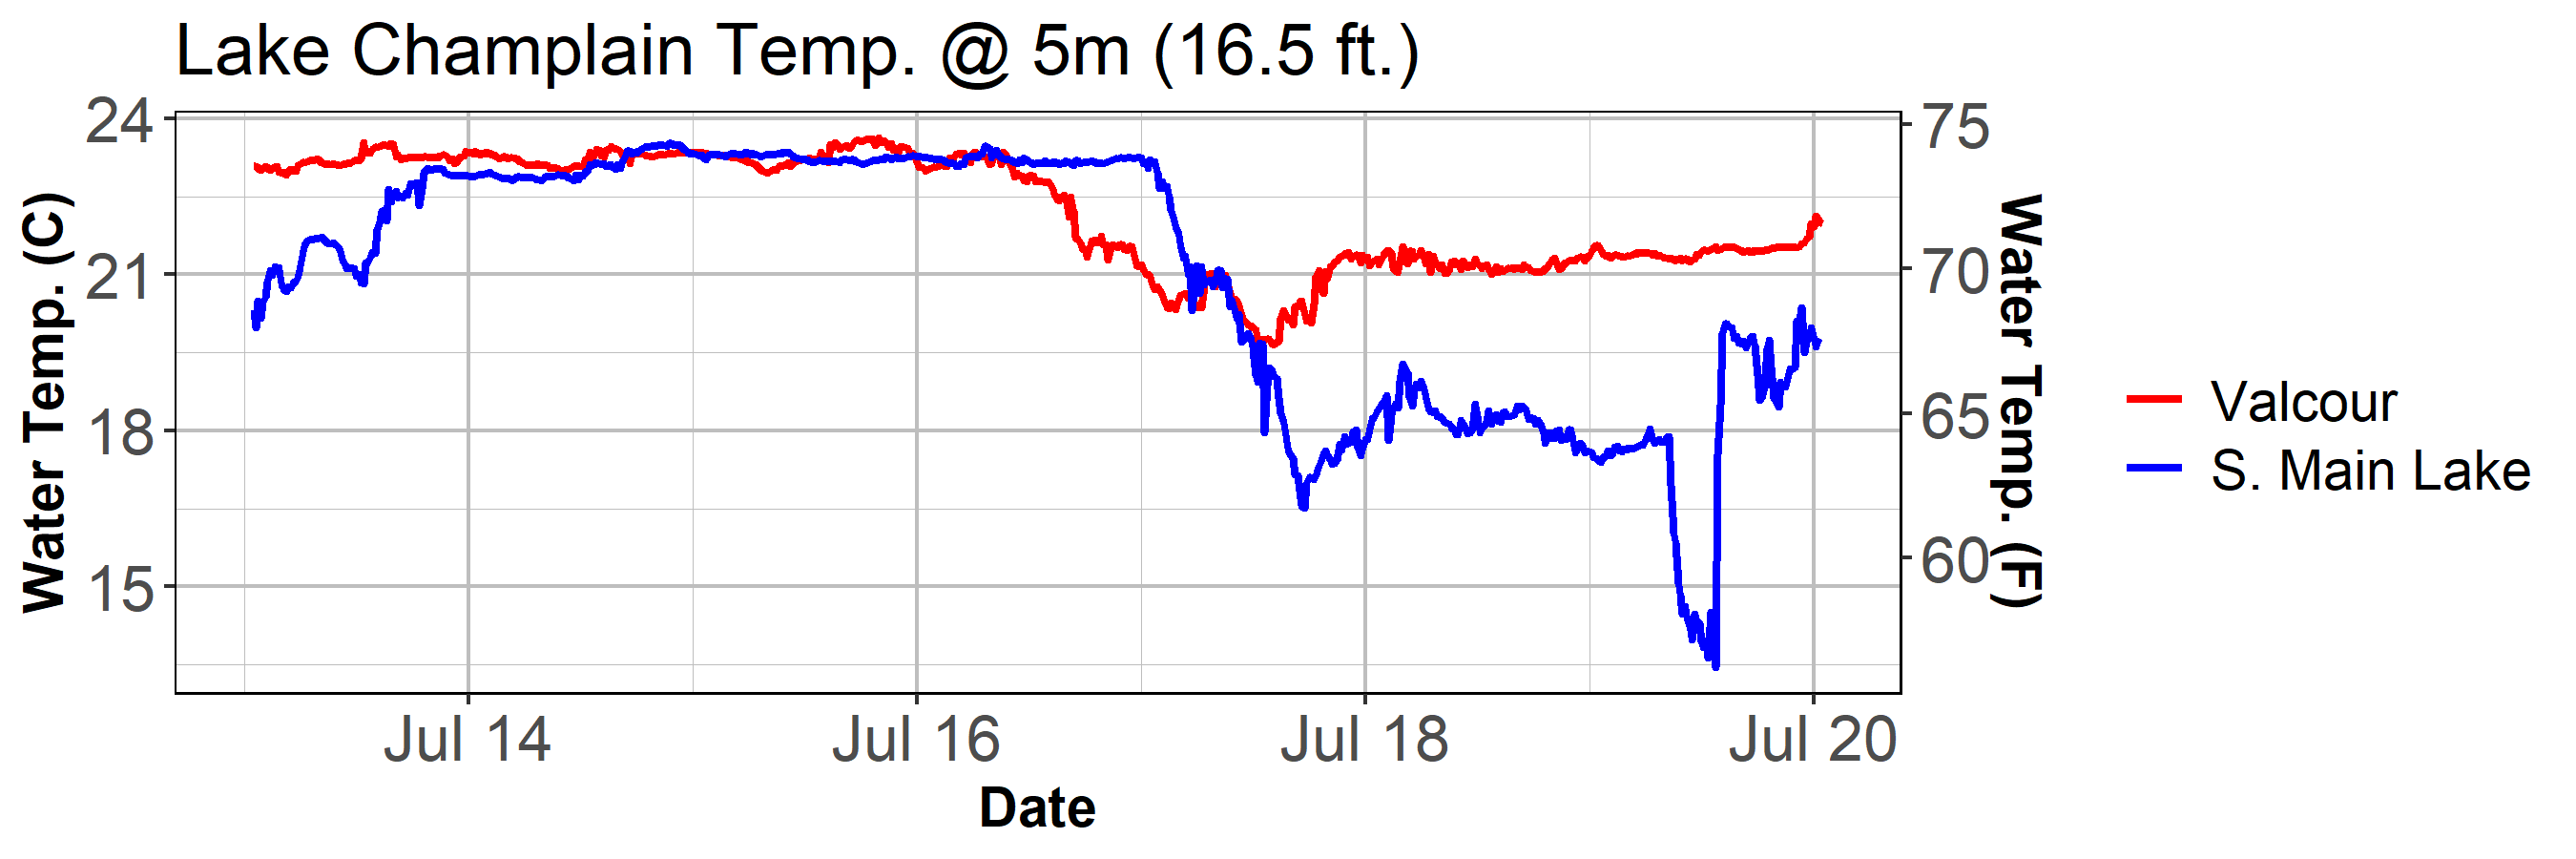 Lake Champlain Temp. @ 5m (16.5 ft.)
Water Temp. (C)
24
21
18
15
75
70
65
60
Water Temp. (F)
Jul 14
Jul 16
Jul 18
Jul 20
Date
Valcour
S. Main Lake